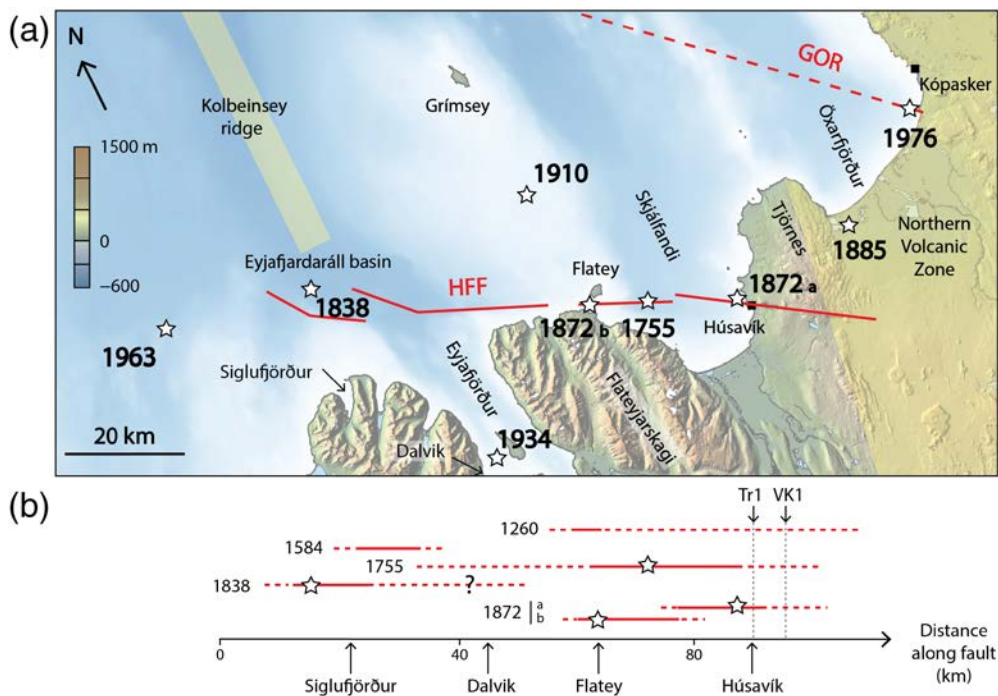 (a)
N
GOR
Kópasker
Kolbeinsey
ridge
Grímsey
1976
Öxarfjörður
1500 m
0
−600
1910
Skjálfandi
Tjörnes
1885
Northern
Volcanic
Zone
Eyjafjardaráll basin
HFF
Flatey
1872 a
1838
1872 b
1755
Húsavík
1963
Siglufjörður
Eyjafjörður
Flateyjarskagi
20 km
Dalvik
1934
(b)
Tr1
VK1
1260
1584
1755
1838
?
1872
a
b
0
40
80
Distance
along fault
(km)
Siglufjörður
Dalvik
Flatey
Húsavík